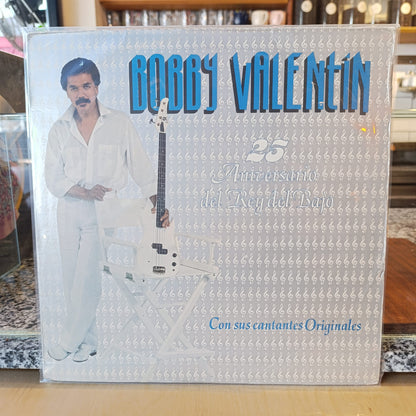 BOBBY VALENTIN
25
Aniversario
del Rey del Bajo
Con sus cantantes Originales